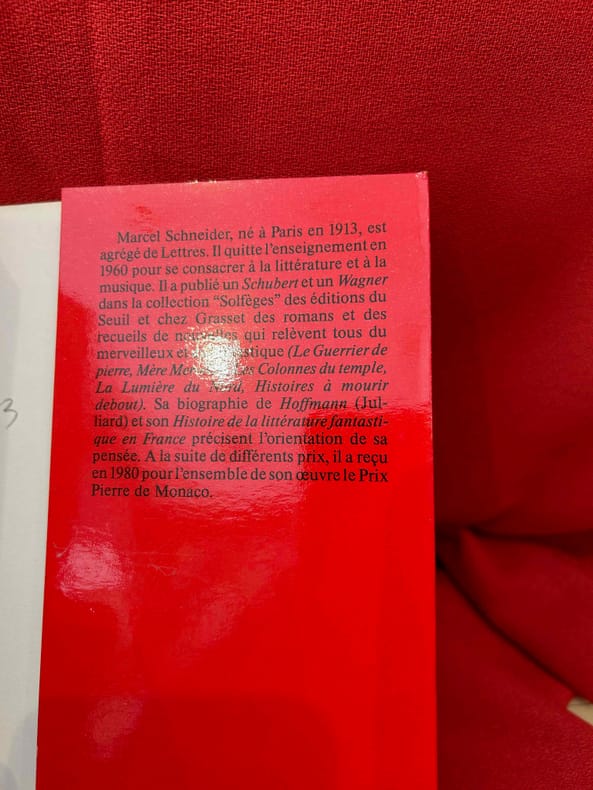 Marcel Schneider, né à Paris en 1913, est
agrégé de Lettres. Il quitte l'enseignement en
1960 pour se consacrer à la littérature et à la
musique. Il a publié un Schubert et un Wagner
dans la collection "Solfèges" des éditions du
Seuil et chez Grasset des romans et des
recueils de qui relèvent tous du
merveilleux et (Le Guerrier de
pierre, Mère Colonnes du temple,
La Lumière du Nord, Histoires à mourir
debout). Sa biographie de Hoffmann (Jul-
liard) et son Histoire de la littérature fantasti-
que en France précisent l'orientation de sa
pensée. A la suite de différents prix, il a reçu
en 1980 pour l'ensemble de son œuvre le Prix
Pierre de Monaco.
3